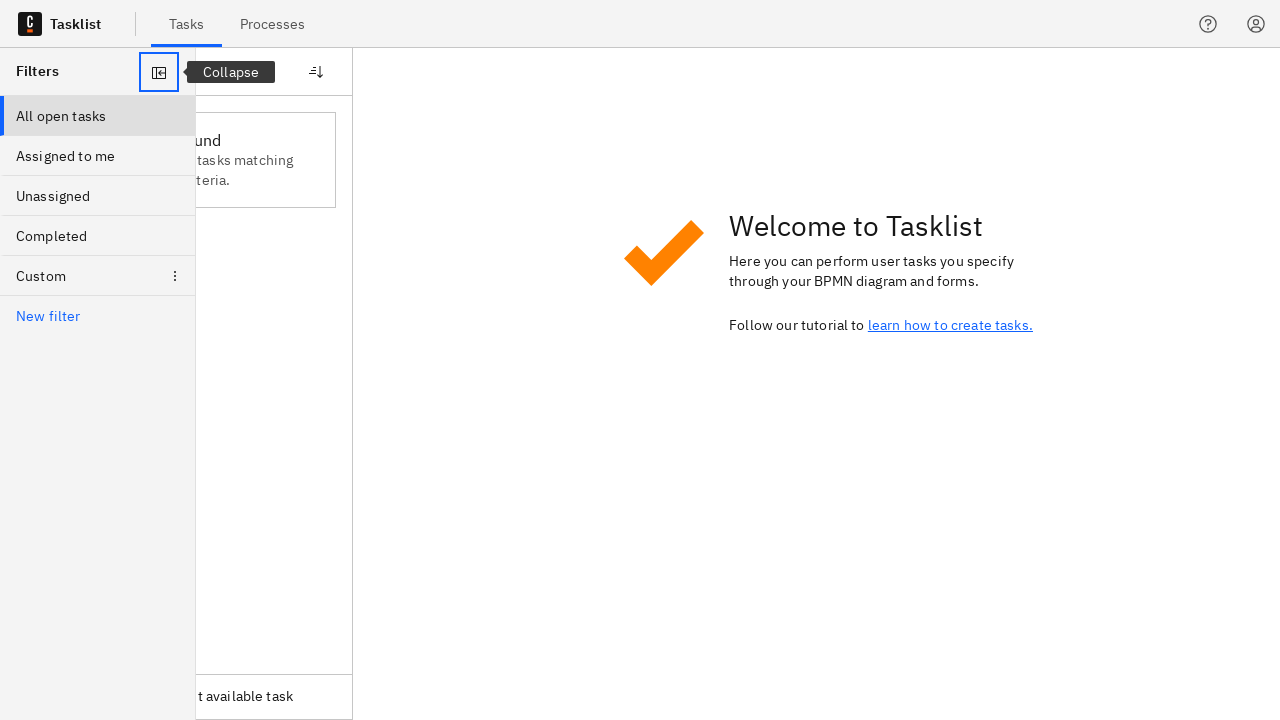 Tasklist
Tasks
Processes
Filters
Collapse
All open tasks
Assigned to me
Unassigned
Completed
Custom
New filter
und
tasks matching
teria.
t available task
Welcome to Tasklist
Here you can perform user tasks you specify
through your BPMN diagram and forms.
Follow our tutorial to learn how to create tasks.